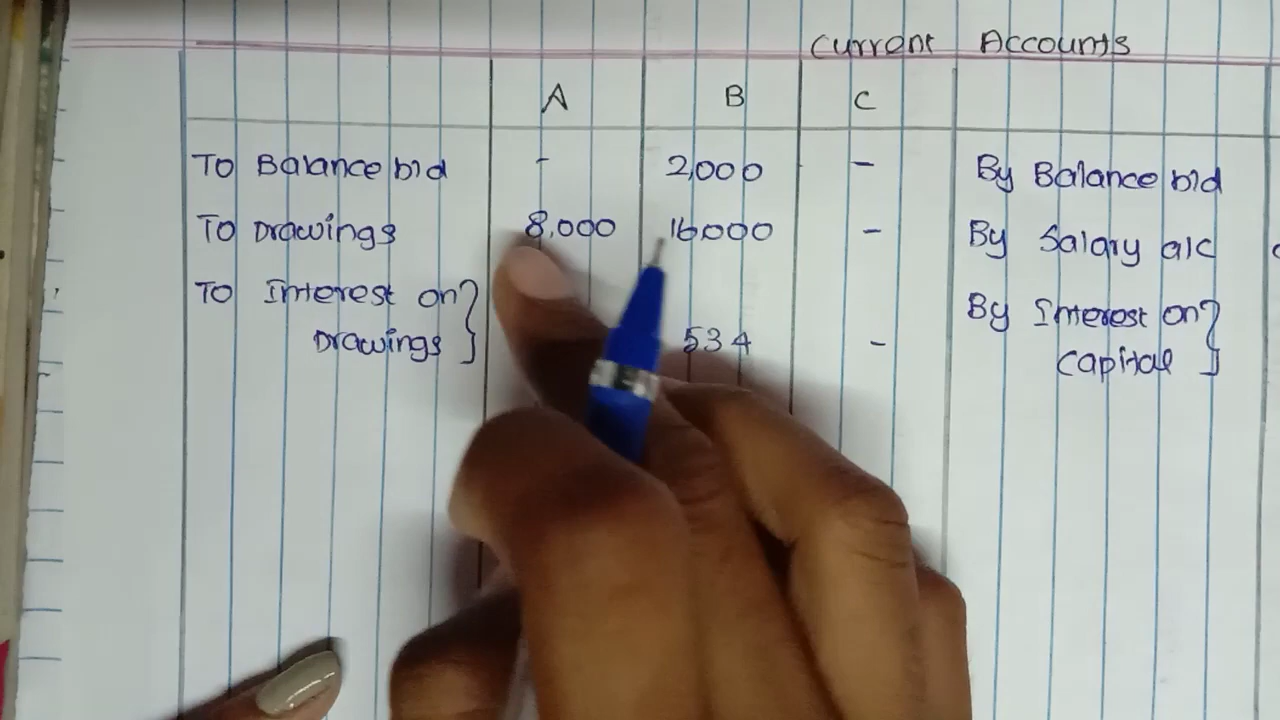 Current Accounts
A B C
To Balance b/d - 2,000 - By Balance b/d
To Drawings 8,000 16000 - By Salary a/c
To Interest on } By Interest on }
Drawings 534 - Capital